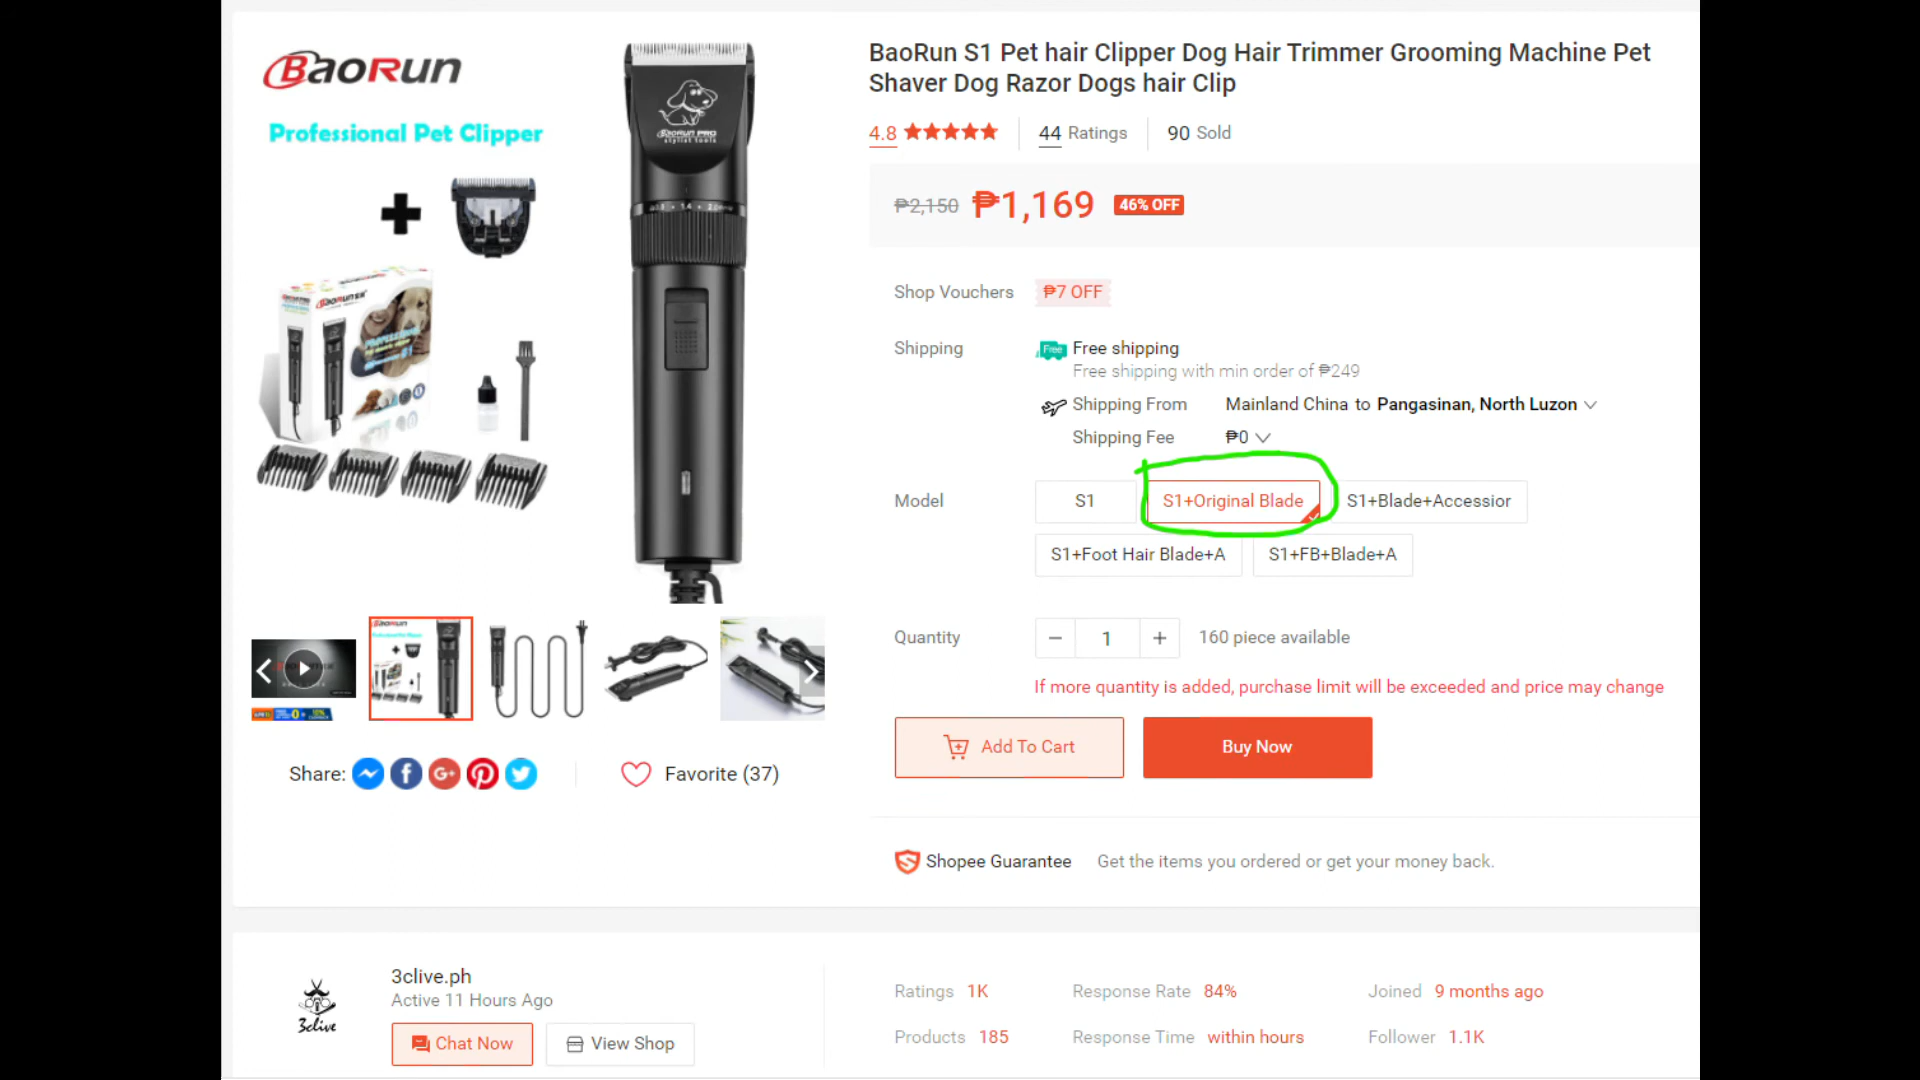 BaoRun
Professional Pet Clipper
BaoRun PRO
stylist tools
BaoRun S1 Pet hair Clipper Dog Hair Trimmer Grooming Machine Pet
Shaver Dog Razor Dogs hair Clip
4.8 44 Ratings 90 Sold
₱2,150 ₱1,169 46% OFF
Shop Vouchers ₱7 OFF
Shipping Free Free shipping
Free shipping with min order of ₱249
Shipping From Mainland China to Pangasinan, North Luzon
Shipping Fee ₱0
Model S1 S1+Original Blade S1+Blade+Accessior
S1+Foot Hair Blade+A S1+FB+Blade+A
Quantity 1 160 piece available
If more quantity is added, purchase limit will be exceeded and price may change
Add To Cart Buy Now
Share: Favorite (37)
Shopee Guarantee Get the items you ordered or get your money back.
3clive
3clive.ph
Active 11 Hours Ago
Chat Now View Shop
Ratings 1K Response Rate 84% Joined 9 months ago
Products 185 Response Time within hours Follower 1.1K